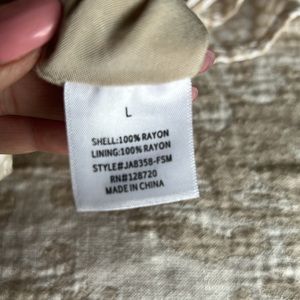 L
SHELL:100% RAYON
LINING:100% RAYON
STYLE#JAB358-FSM
RN#128720
MADE IN CHINA